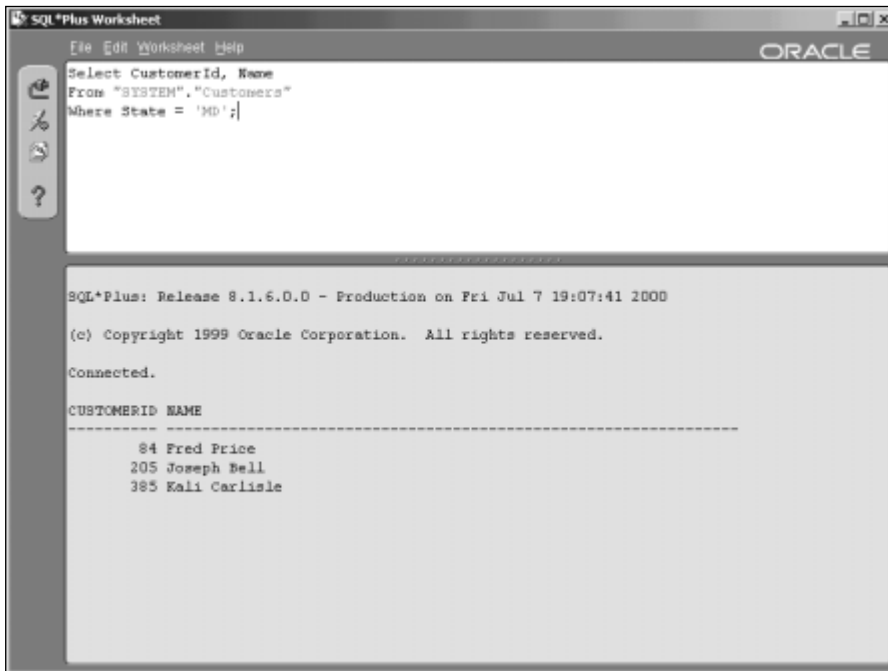 SQL*Plus Worksheet
File Edit Worksheet Help
ORACLE
Select CustomerId, Name
From "SYSTEM"."Customers"
Where State = 'MD';
?
SQL*Plus: Release 8.1.6.0.0 - Production on Fri Jul 7 19:07:41 2000
(c) Copyright 1999 Oracle Corporation. All rights reserved.
Connected.
CUSTOMERID NAME
---------- ----------------------------------------------------------------
84 Fred Price
205 Joseph Bell
385 Kali Carlisle